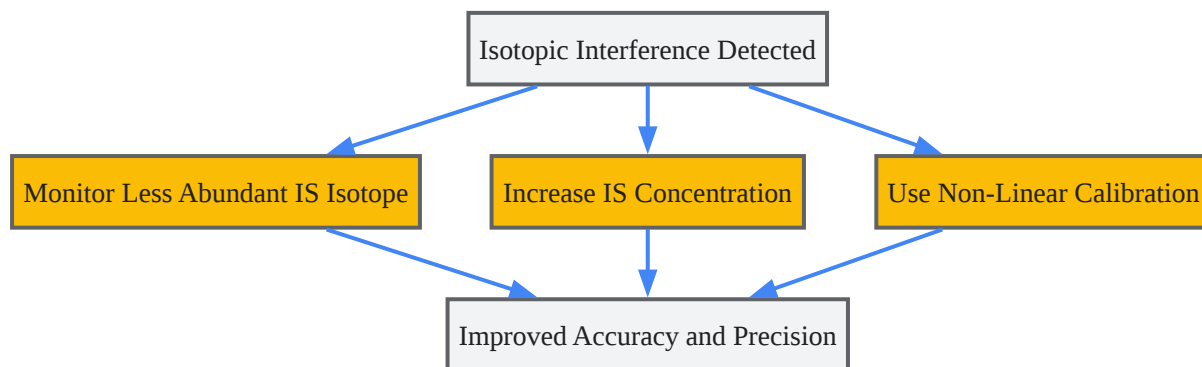 Isotopic Interference Detected
Monitor Less Abundant IS Isotope
Increase IS Concentration
Use Non-Linear Calibration
Improved Accuracy and Precision